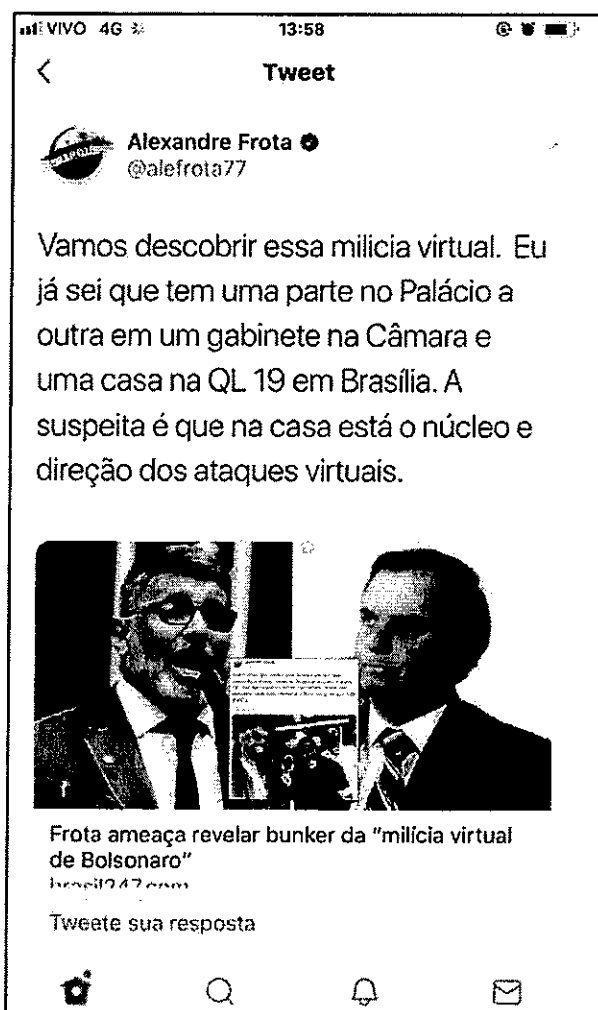 VIVO 4G 13:58
Tweet
Alexandre Frota
@alefrota77
Vamos descobrir essa milicia virtual. Eu
já sei que tem uma parte no Palácio a
outra em um gabinete na Câmara e
uma casa na QL 19 em Brasília. A
suspeita é que na casa está o núcleo e
direção dos ataques virtuais.
Frota ameaça revelar bunker da "milícia virtual
de Bolsonaro"
brasil247.com
Tweete sua resposta